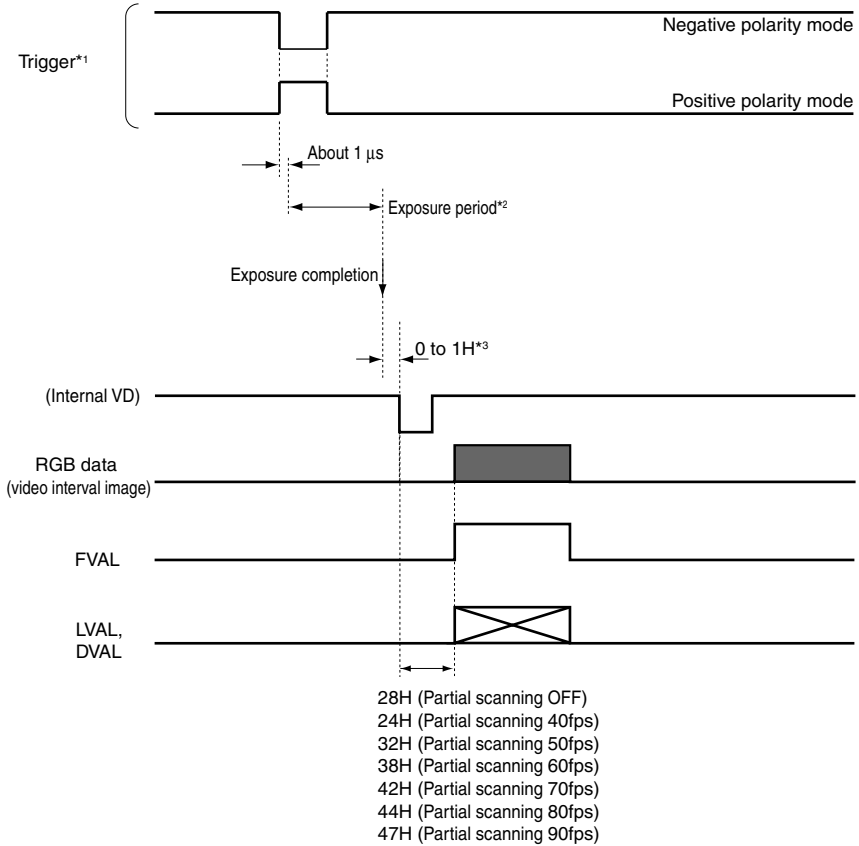 Negative polarity mode
Trigger*1
Positive polarity mode
About 1 μs
Exposure period*2
Exposure completion
0 to 1H*3
(Internal VD)
RGB data
(video interval image)
FVAL
LVAL,
DVAL
28H (Partial scanning OFF)
24H (Partial scanning 40fps)
32H (Partial scanning 50fps)
38H (Partial scanning 60fps)
42H (Partial scanning 70fps)
44H (Partial scanning 80fps)
47H (Partial scanning 90fps)